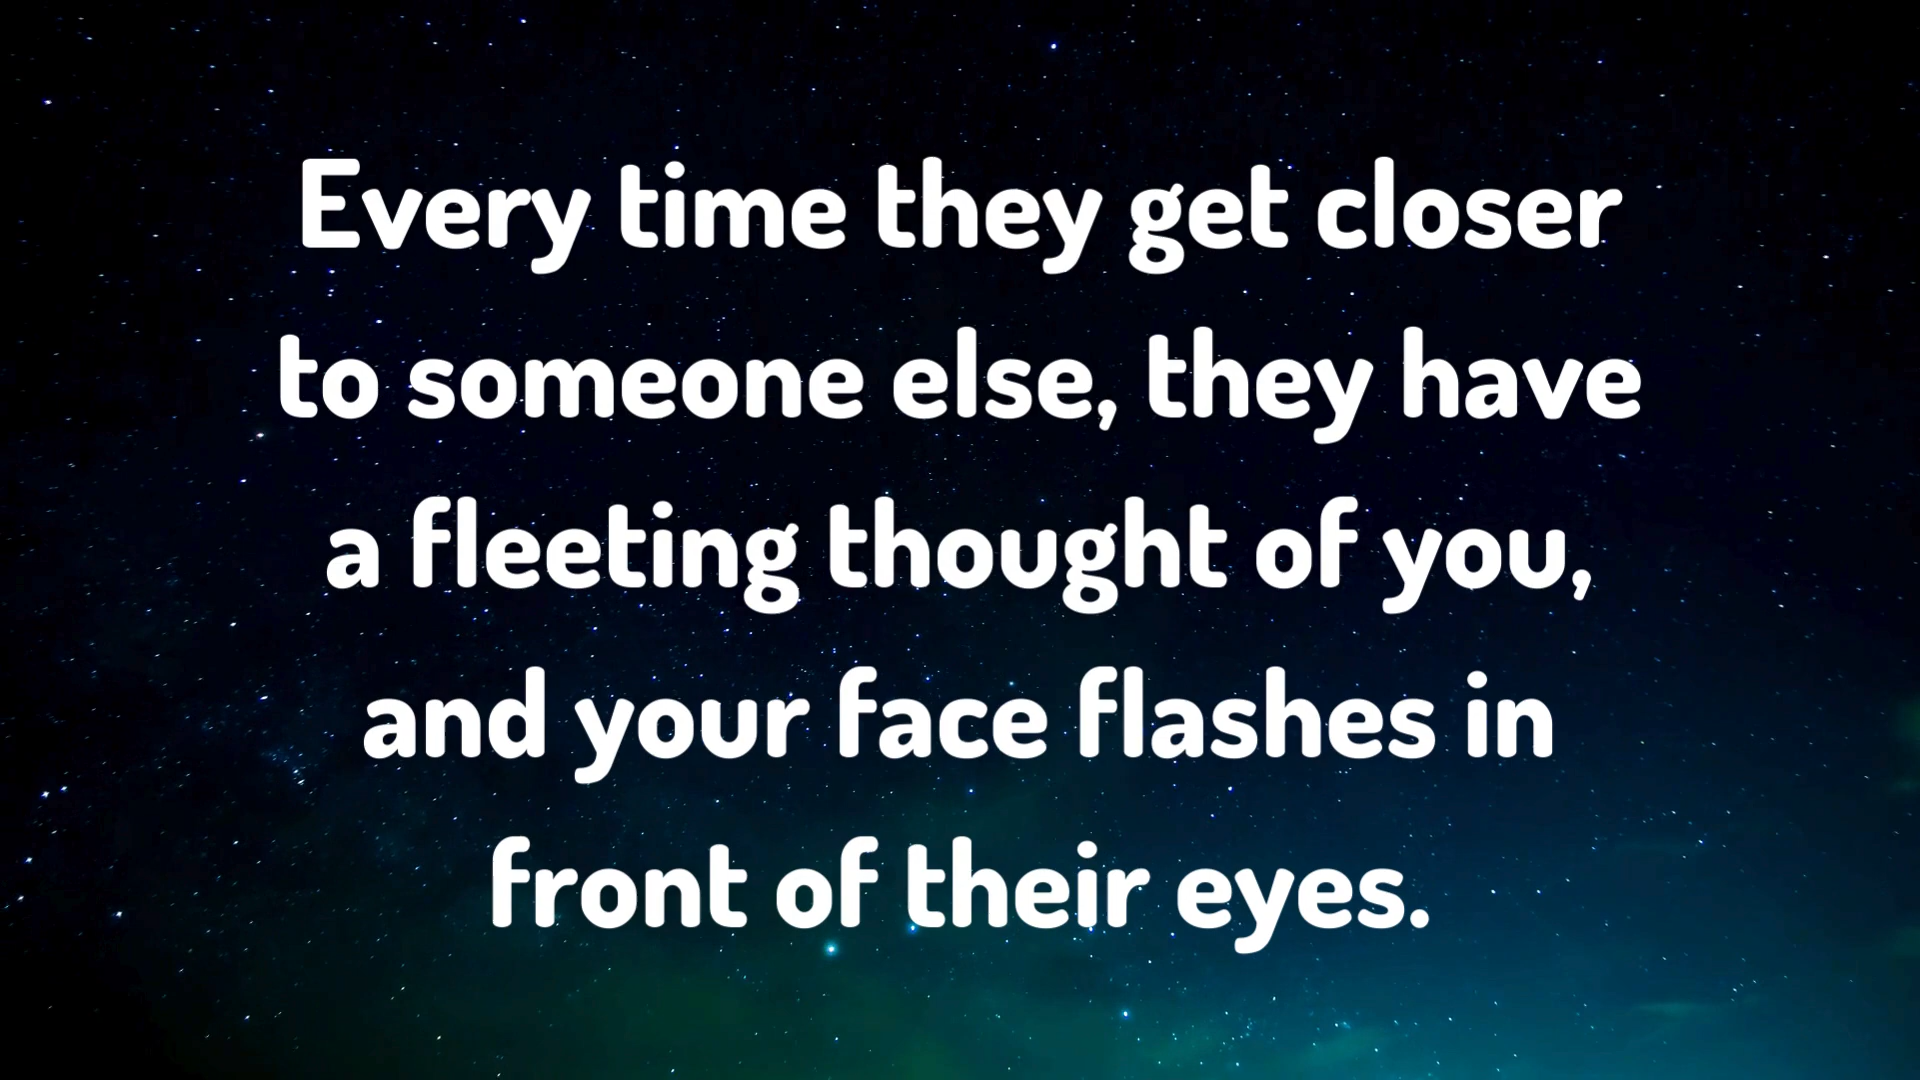 Every time they get closer
to someone else, they have
a fleeting thought of you,
and your face flashes in
front of their eyes.